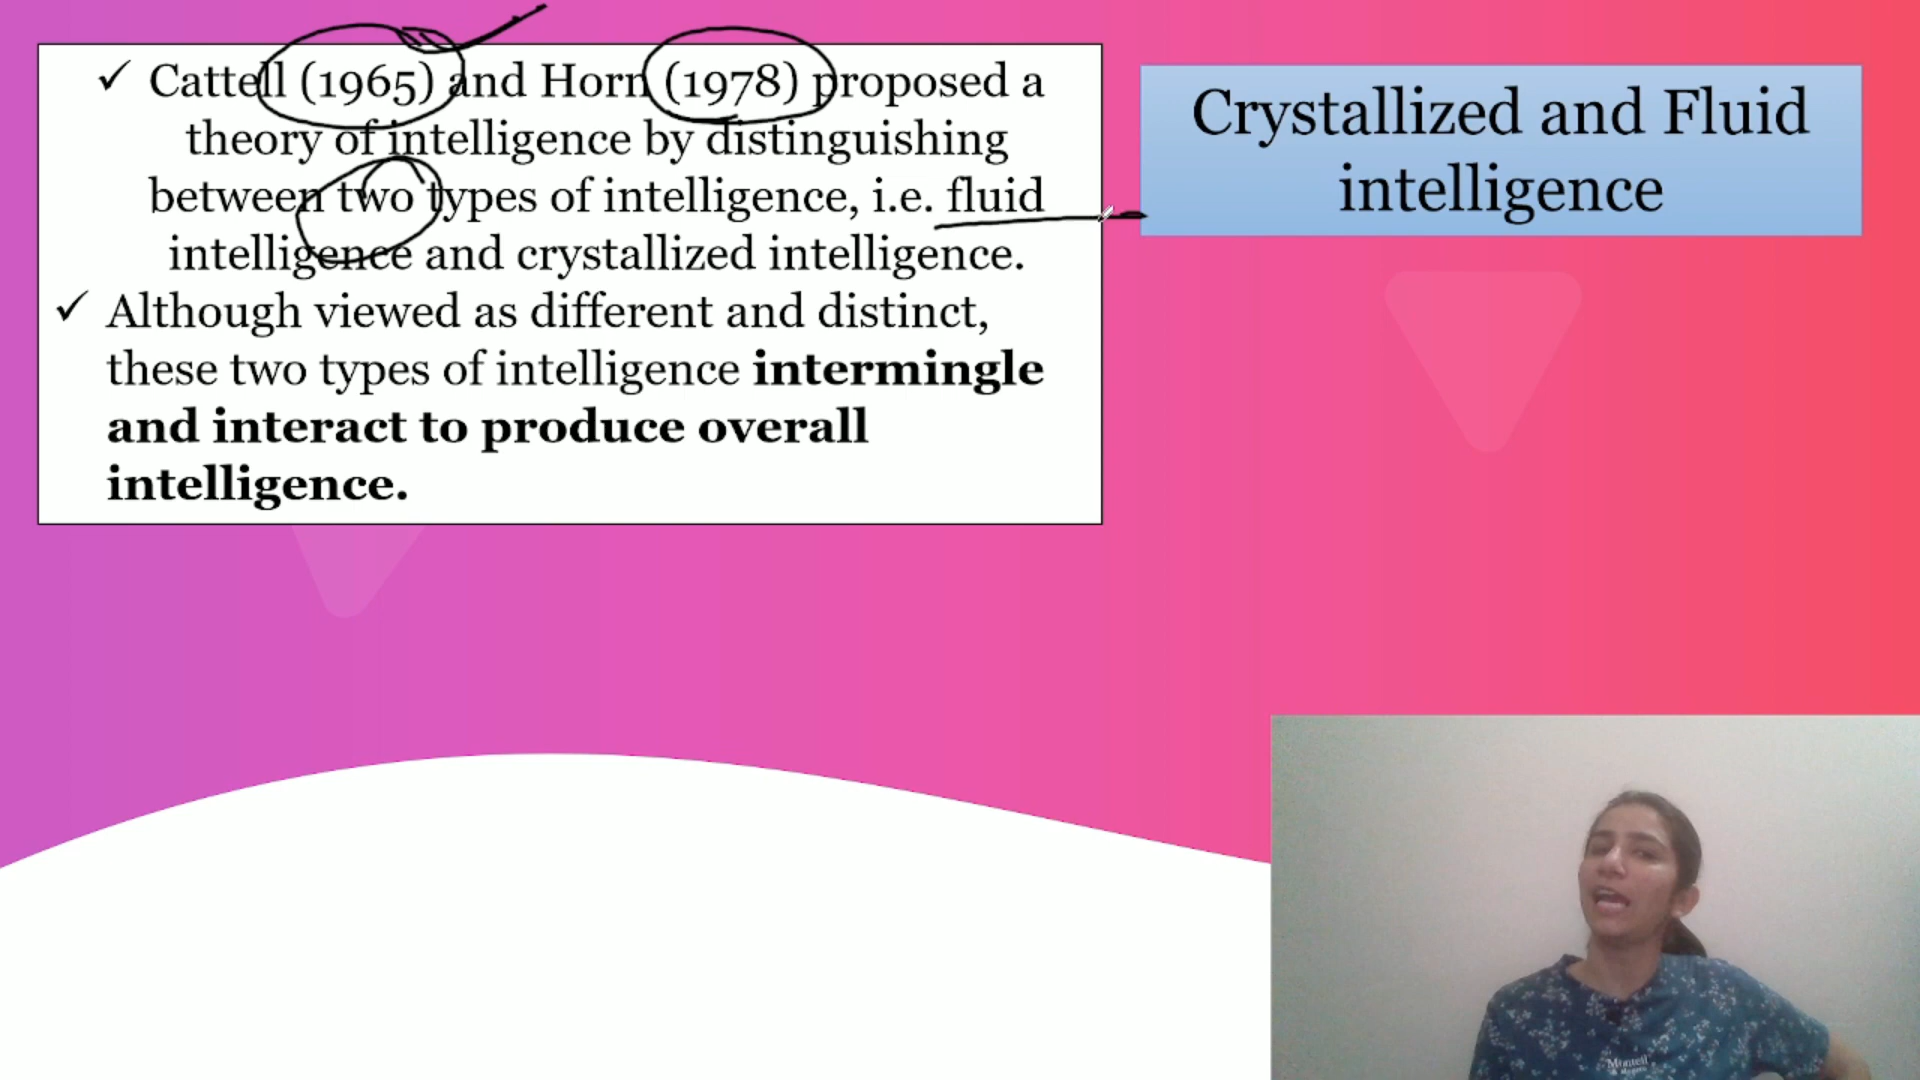 ✓ Cattell (1965) and Horn (1978) proposed a
theory of intelligence by distinguishing
between two types of intelligence, i.e. fluid
intelligence and crystallized intelligence.
✓ Although viewed as different and distinct,
these two types of intelligence intermingle
and interact to produce overall
intelligence.
Crystallized and Fluid
intelligence
Monteil